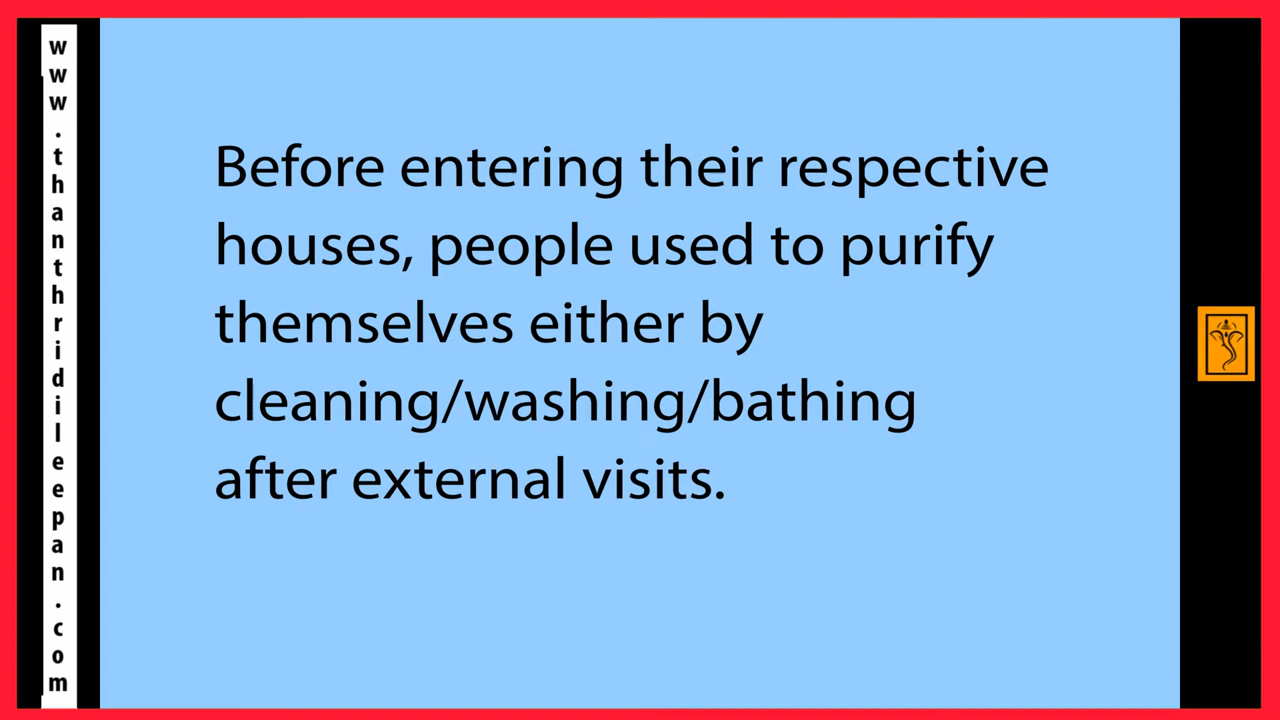 www.thanthridileepan.com
Before entering their respective
houses, people used to purify
themselves either by
cleaning/washing/bathing
after external visits.